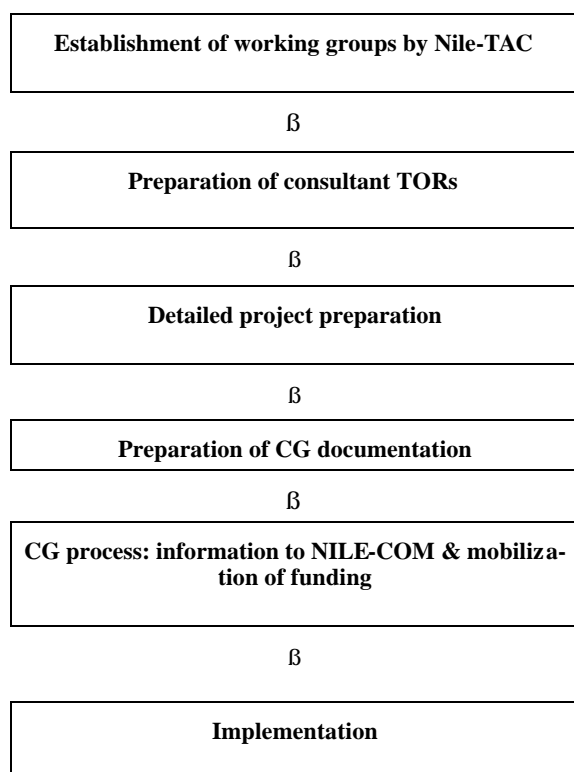 Establishment of working groups by Nile-TAC
ß
Preparation of consultant TORs
ß
Detailed project preparation
ß
Preparation of CG documentation
ß
CG process: information to NILE-COM & mobiliza-
tion of funding
ß
Implementation